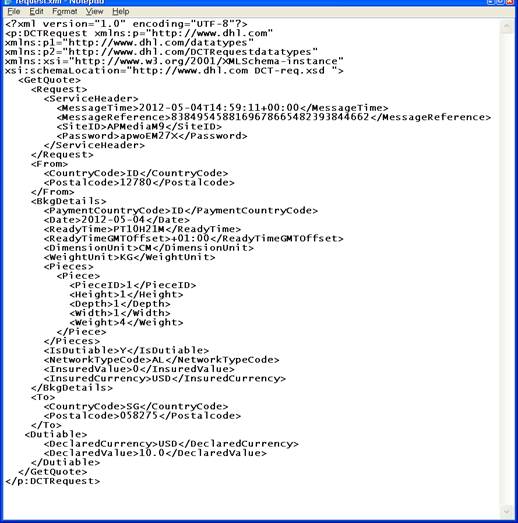 request.xml - Notepad
File Edit Format View Help
<?xml version="1.0" encoding="UTF-8"?>
<p:DCTRequest xmlns:p="http://www.dhl.com"
xmlns:p1="http://www.dhl.com/datatypes"
xmlns:p2="http://www.dhl.com/DCTRequestdatatypes"
xmlns:xsi="http://www.w3.org/2001/XMLSchema-instance"
xsi:schemaLocation="http://www.dhl.com DCT-req.xsd ">
<GetQuote>
<Request>
<ServiceHeader>
<MessageTime>2012-05-04T14:59:11+00:00</MessageTime>
<MessageReference>8384954588169678665482393844662</MessageReference>
<SiteID>APMediaM9</SiteID>
<Password>apwoEM27X</Password>
</ServiceHeader>
</Request>
<From>
<CountryCode>ID</CountryCode>
<Postalcode>12780</Postalcode>
</From>
<BkgDetails>
<PaymentCountryCode>ID</PaymentCountryCode>
<Date>2012-05-04</Date>
<ReadyTime>PT10H21M</ReadyTime>
<ReadyTimeGMTOffset>+01:00</ReadyTimeGMTOffset>
<DimensionUnit>CM</DimensionUnit>
<WeightUnit>KG</WeightUnit>
<Pieces>
<Piece>
<PieceID>1</PieceID>
<Height>1</Height>
<Depth>1</Depth>
<Width>1</Width>
<Weight>4</Weight>
</Piece>
</Pieces>
<IsDutiable>Y</IsDutiable>
<NetworkTypeCode>AL</NetworkTypeCode>
<InsuredValue>0</InsuredValue>
<InsuredCurrency>USD</InsuredCurrency>
</BkgDetails>
<To>
<CountryCode>SG</CountryCode>
<Postalcode>058275</Postalcode>
</To>
<Dutiable>
<DeclaredCurrency>USD</DeclaredCurrency>
<DeclaredValue>10.0</DeclaredValue>
</Dutiable>
</GetQuote>
</p:DCTRequest>